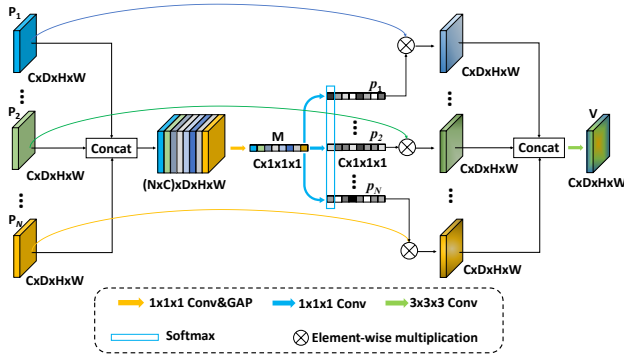 P1
CxDxHxW
P2
CxDxHxW
PN
CxDxHxW
Concat
(NxC)xDxHxW
M
Cx1x1x1
p1
p2
Cx1x1x1
pN
CxDxHxW
CxDxHxW
CxDxHxW
Concat
V
CxDxHxW
1x1x1 Conv&GAP
1x1x1 Conv
3x3x3 Conv
Softmax
Element-wise multiplication